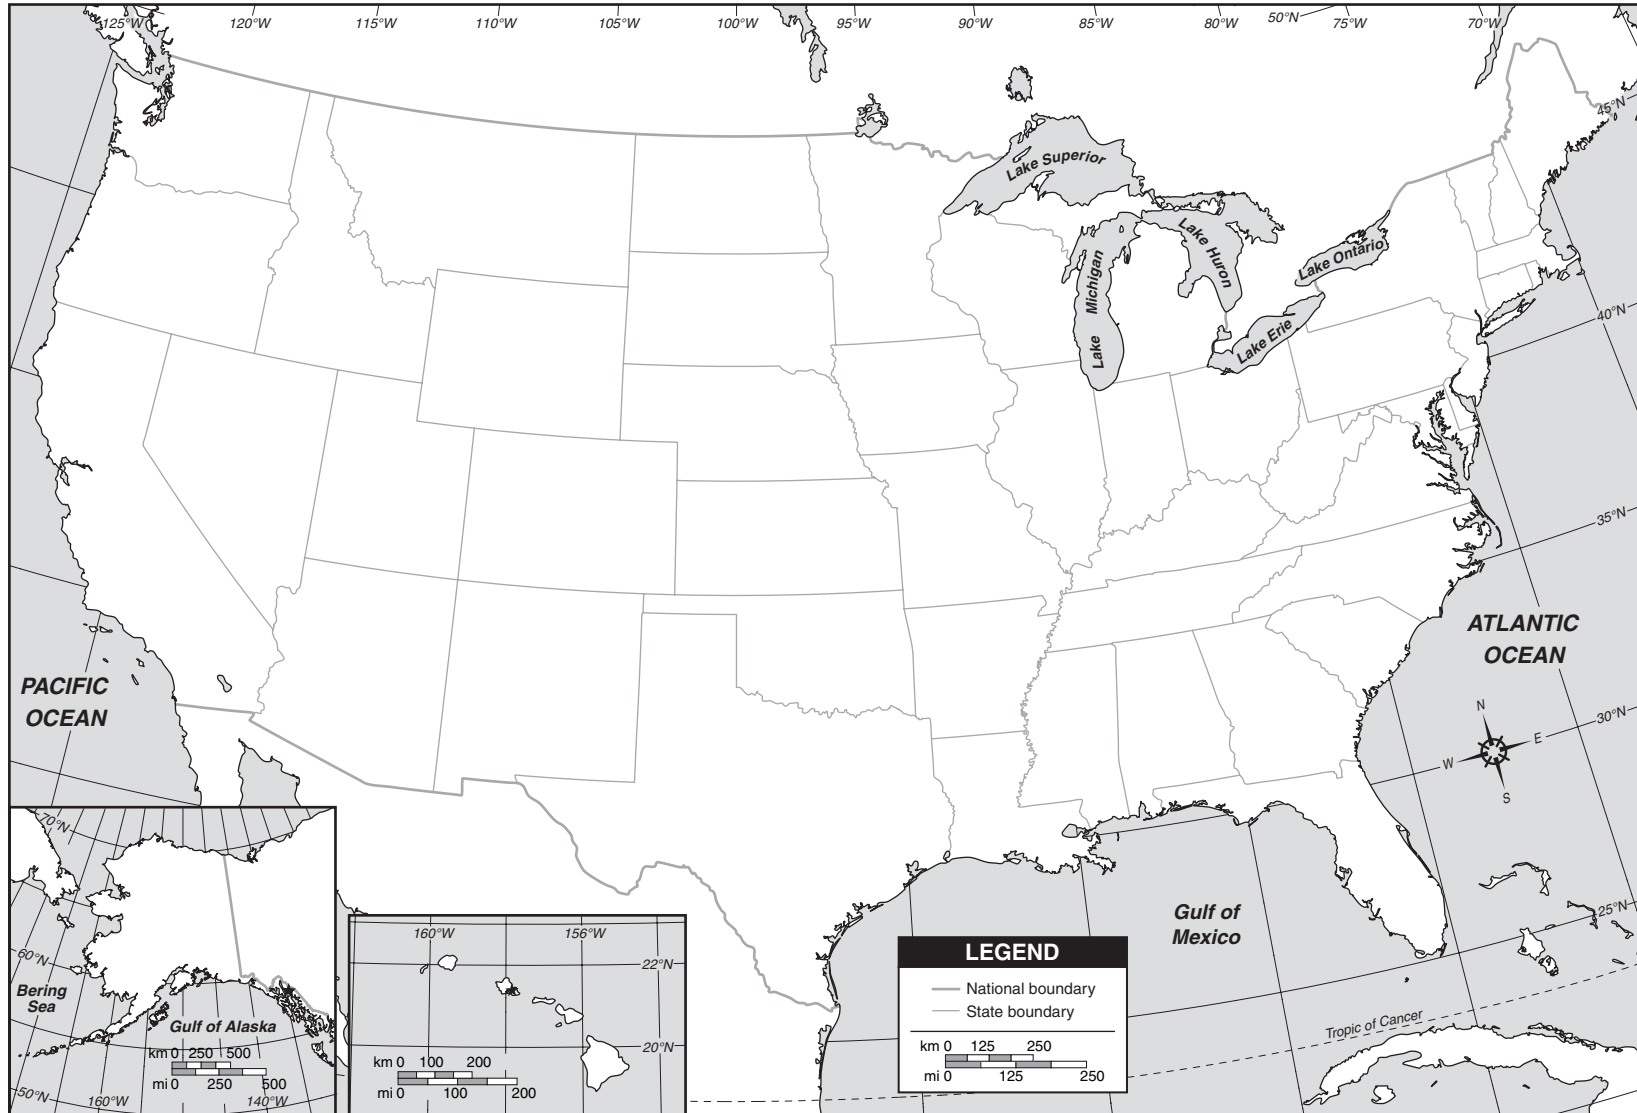 125°W
120°W
115°W
110°W
105°W
100°W
95°W
90°W
85°W
80°W
50°N
75°W
70°W
45°N
Lake Superior
Lake Huron
Lake Ontario
Lake Michigan
Lake Erie
40°N
35°N
ATLANTIC
OCEAN
PACIFIC
OCEAN
30°N
N
E
W
S
25°N
Gulf of
Mexico
Tropic of Cancer
70°N
60°N
Bering
Sea
Gulf of Alaska
km 0 250 500
mi 0 250 500
50°N
160°W
140°W
160°W
156°W
22°N
20°N
km 0 100 200
mi 0 100 200
LEGEND
National boundary
State boundary
km 0 125 250
mi 0 125 250